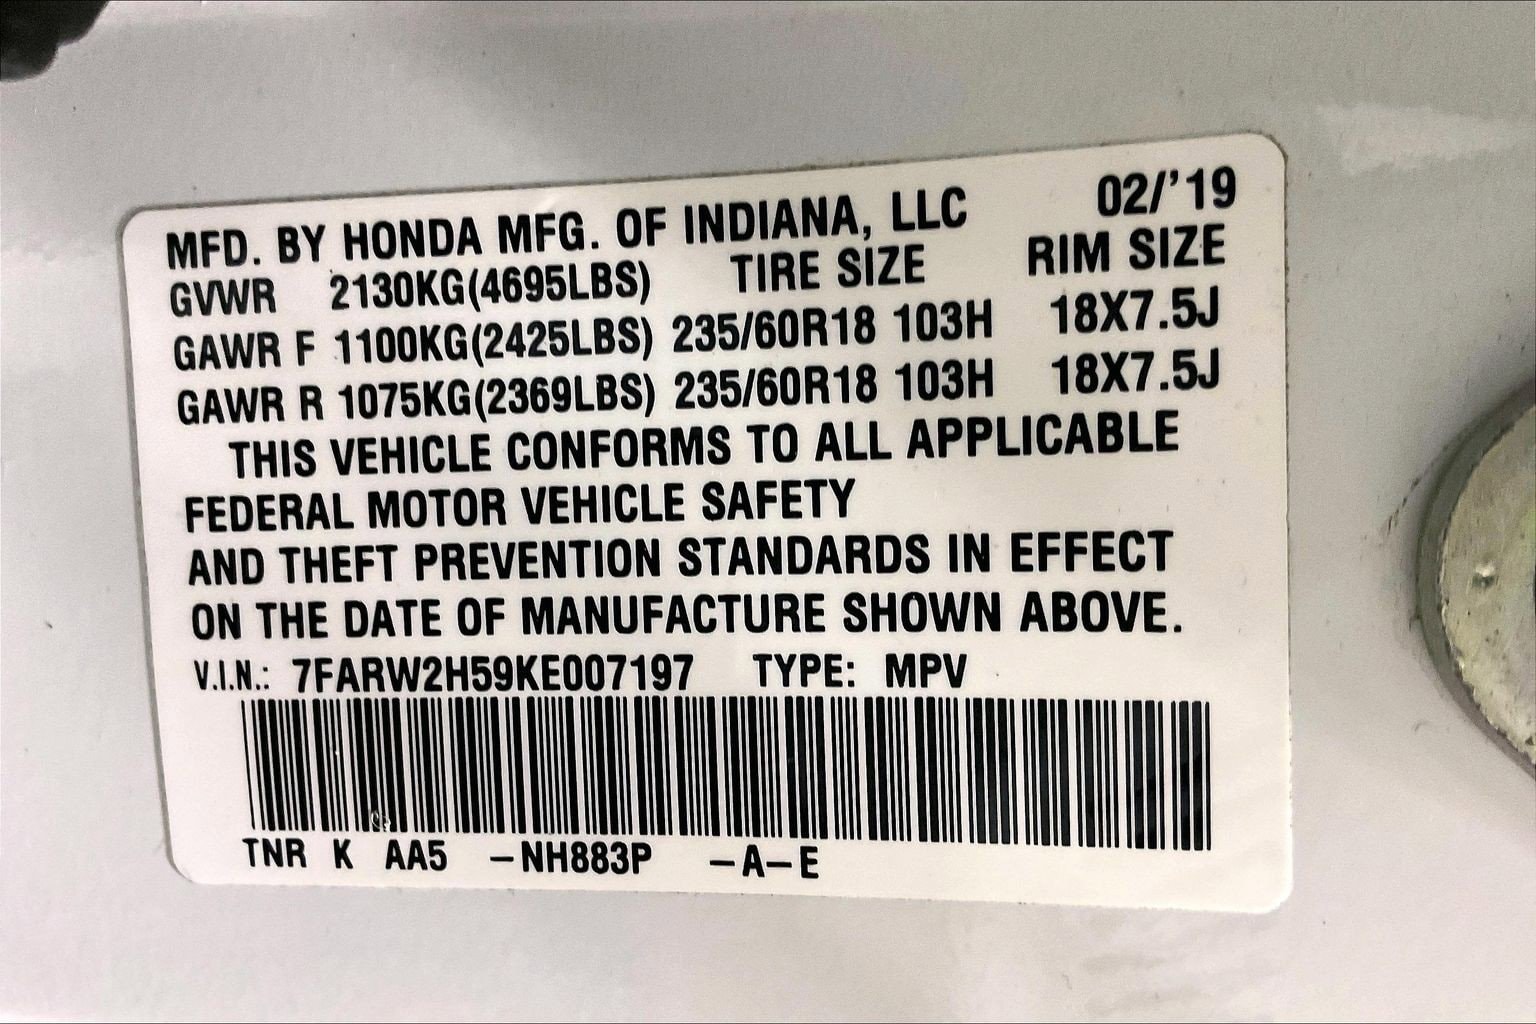 MFD. BY HONDA MFG. OF INDIANA, LLC 02/'19
GVWR 2130KG(4695LBS) TIRE SIZE RIM SIZE
GAWR F 1100KG(2425LBS) 235/60R18 103H 18X7.5J
GAWR R 1075KG(2369LBS) 235/60R18 103H 18X7.5J
THIS VEHICLE CONFORMS TO ALL APPLICABLE
FEDERAL MOTOR VEHICLE SAFETY
AND THEFT PREVENTION STANDARDS IN EFFECT
ON THE DATE OF MANUFACTURE SHOWN ABOVE.
V.I.N.: 7FARW2H59KE007197 TYPE: MPV
TNR K AA5 -NH883P -A-E